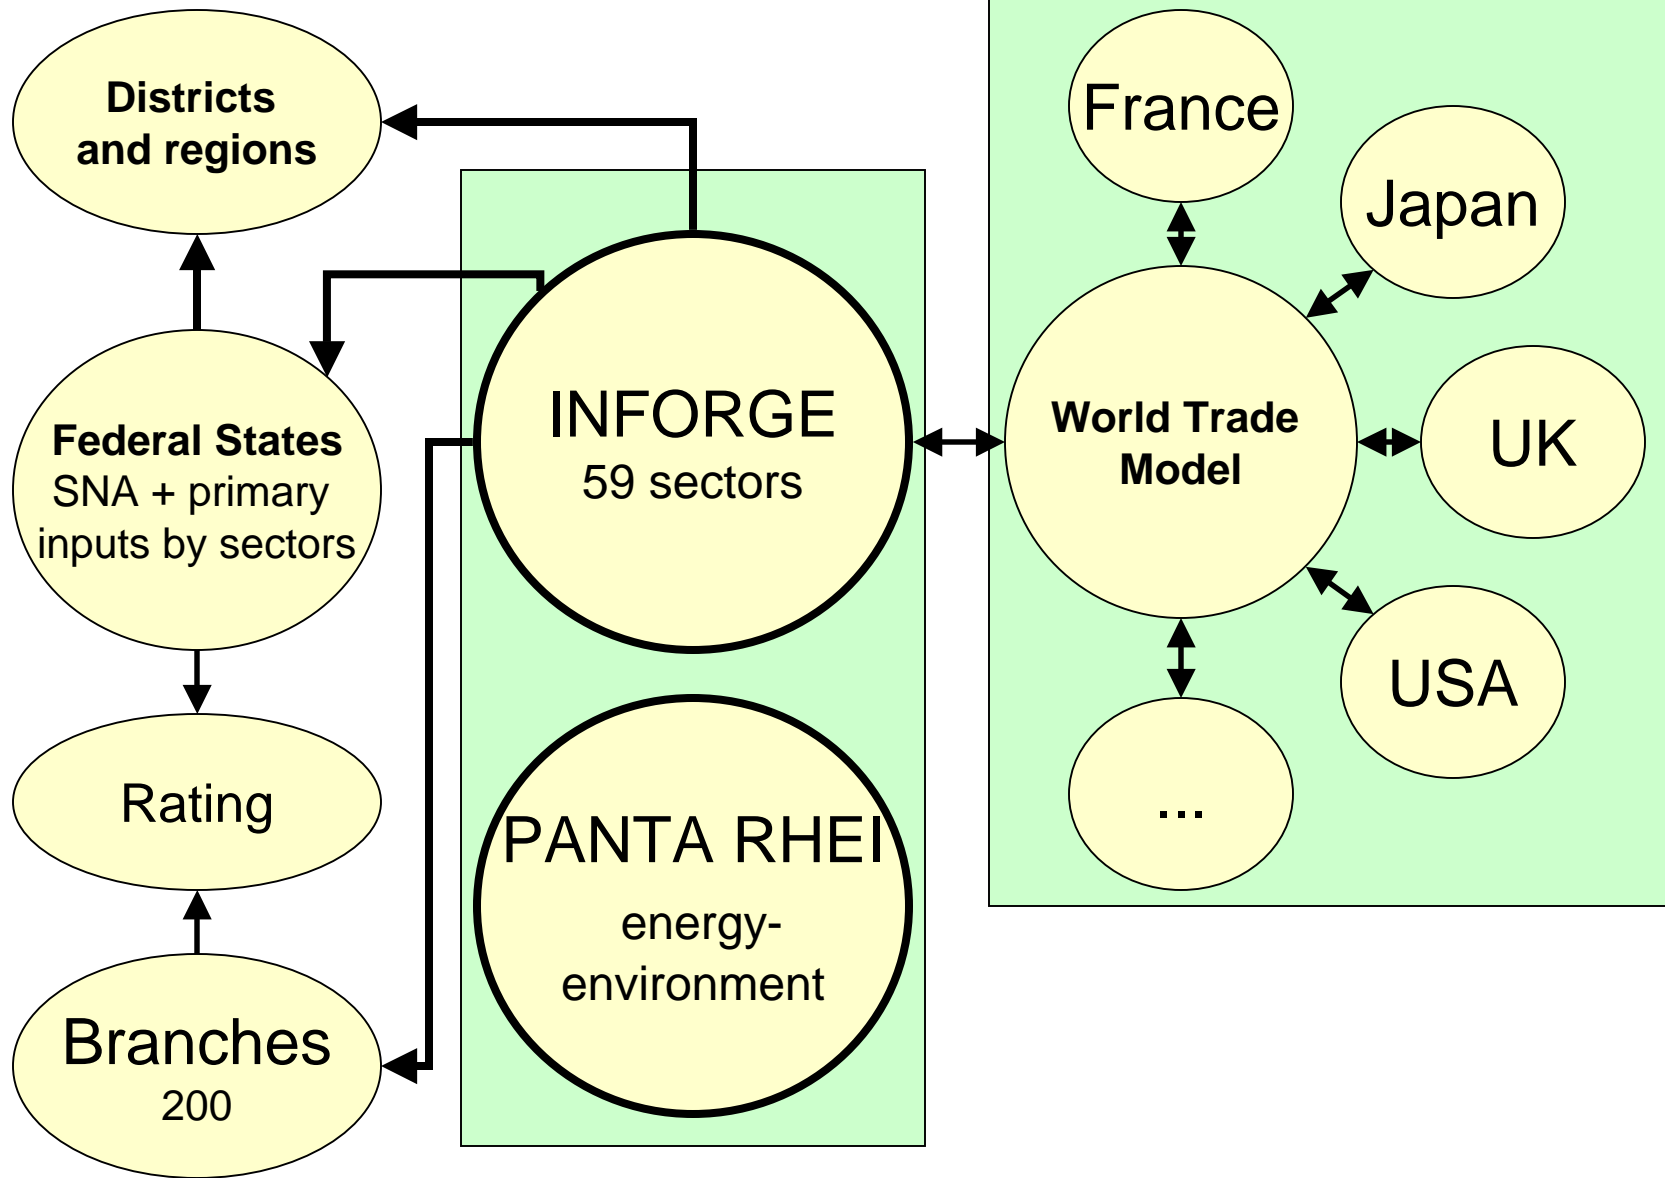 Districts
and regions
Federal States
SNA + primary
inputs by sectors
Rating
Branches
200
INFORGE
59 sectors
PANTA RHEI
energy-
environment
World Trade
Model
France
Japan
UK
USA
...